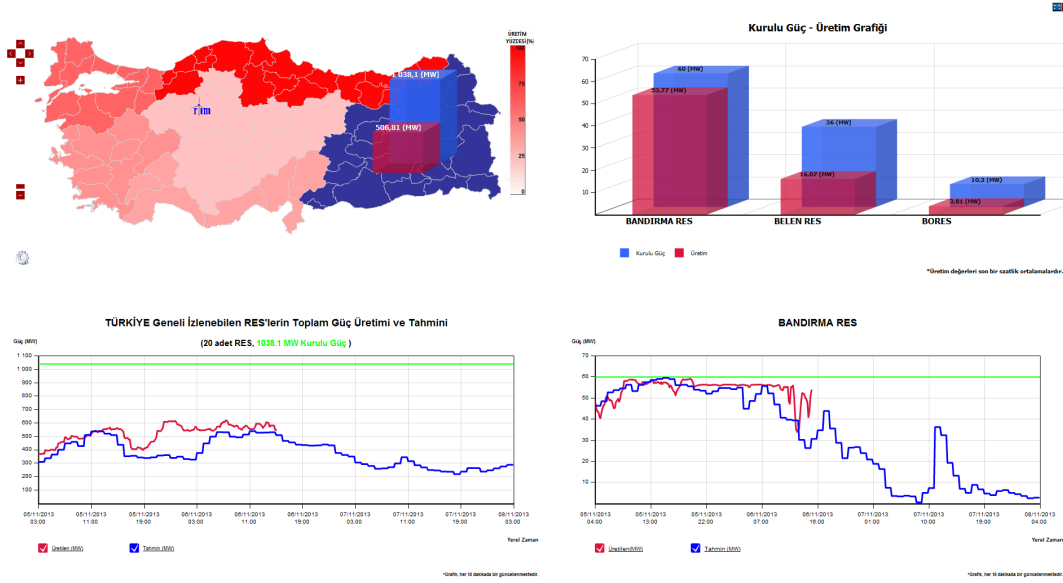 ÜRETİM
YÜZDESİ(%)
100
75
50
25
0
1.038,1 (MW)
506,81 (MW)
Kurulu Güç - Üretim Grafiği
70
60
50
40
30
20
10
60 (MW)
53,77 (MW)
36 (MW)
16,07 (MW)
10,2 (MW)
3,81 (MW)
BANDIRMA RES
BELEN RES
BORES
Kurulu Güç
Üretim
*Üretim değerleri son bir saatlik ortalamalardır.
TÜRKİYE Geneli İzlenebilen RES'lerin Toplam Güç Üretimi ve Tahmini
(20 adet RES, 1038.1 MW Kurulu Güç )
Güç (MW)
1 100
1 000
900
800
700
600
500
400
300
200
100
05/11/2013 05/11/2013 05/11/2013 06/11/2013 06/11/2013 06/11/2013 07/11/2013 07/11/2013 07/11/2013 08/11/2013
03:00 11:00 19:00 03:00 11:00 19:00 03:00 11:00 19:00 03:00
Yerel Zaman
Üretilen (MW)
Tahmin (MW)
*Grafik, her 10 dakikada bir güncellenmektedir.
BANDIRMA RES
Güç (MW)
70
60
50
40
30
20
10
05/11/2013 05/11/2013 05/11/2013 06/11/2013 06/11/2013 07/11/2013 07/11/2013 07/11/2013 08/11/2013
04:00 13:00 22:00 07:00 16:00 01:00 10:00 19:00 04:00
Yerel Zaman
Üretilen(MW)
Tahmin (MW)
*Grafik, her 10 dakikada bir güncellenmektedir.